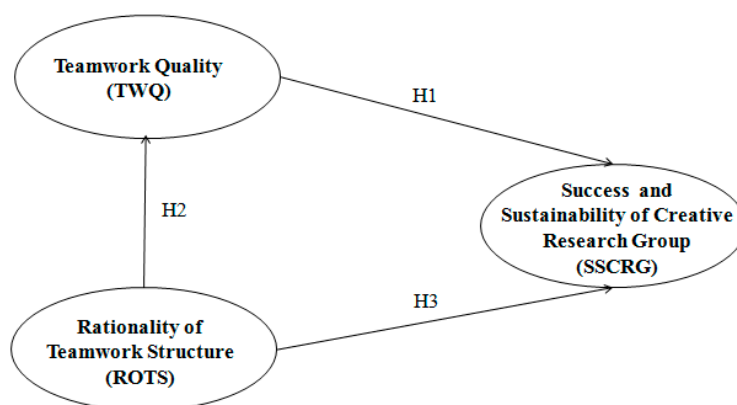 Teamwork Quality
(TWQ)
H1
Success and
Sustainability of Creative
Research Group
(SSCRG)
H2
H3
Rationality of
Teamwork Structure
(ROTS)